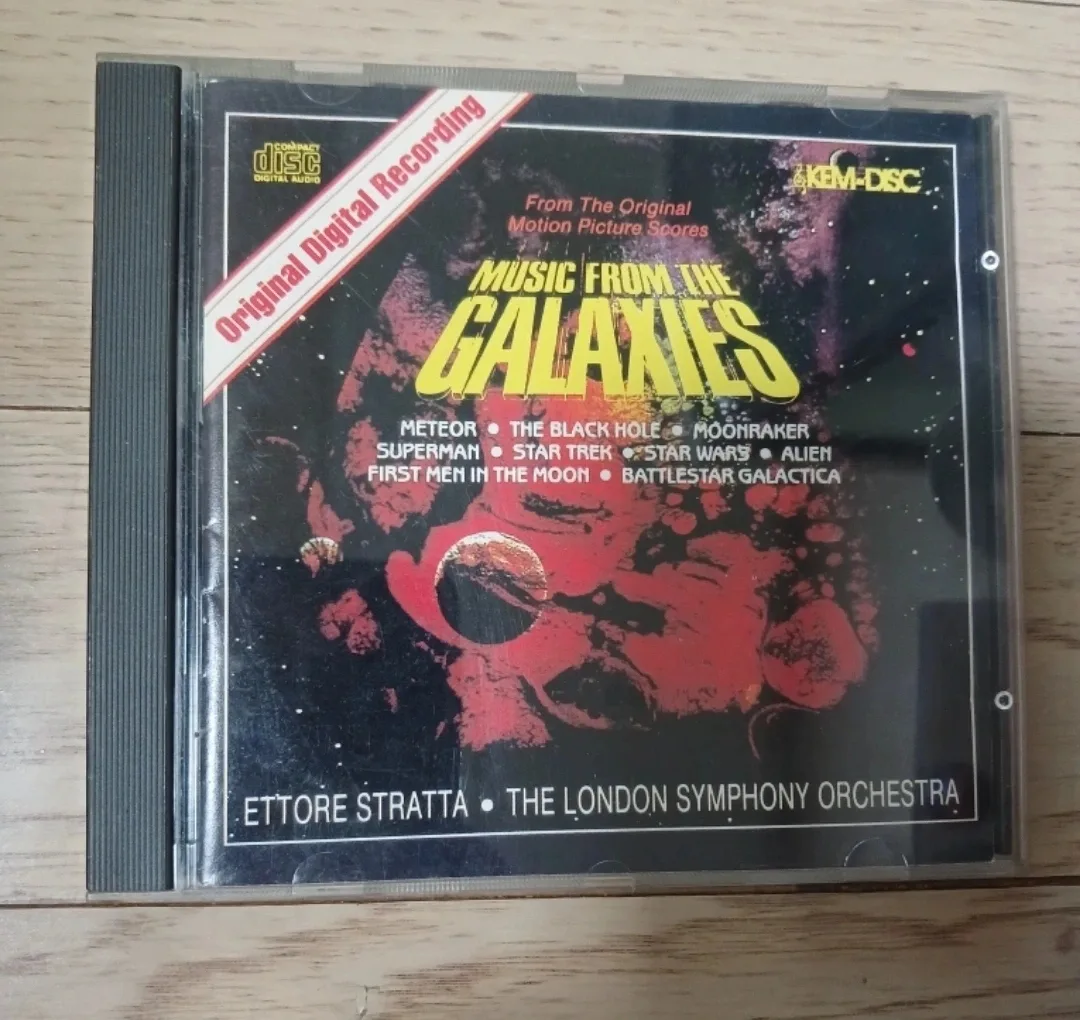 Original Digital Recording
COMPACT
disc
DIGITAL AUDIO
KEM-DISC
From The Original
Motion Picture Scores
MUSIC FROM THE
GALAXIES
METEOR • THE BLACK HOLE • MOONRAKER
SUPERMAN • STAR TREK • STAR WARS • ALIEN
FIRST MEN IN THE MOON • BATTLESTAR GALACTICA
ETTORE STRATTA • THE LONDON SYMPHONY ORCHESTRA